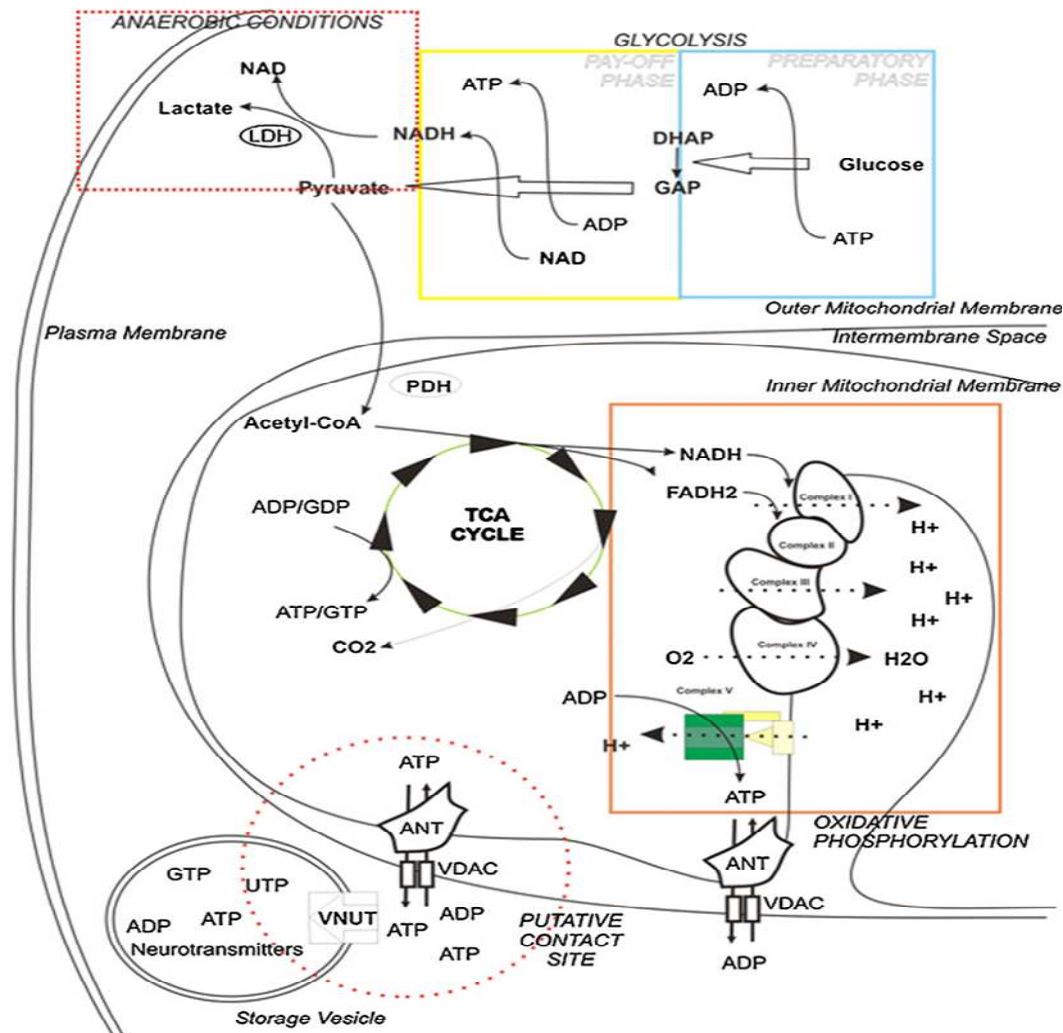 ANAEROBIC CONDITIONS
NAD
Lactate
LDH
NADH
Pyruvate
GLYCOLYSIS
PAY-OFF
PHASE
PREPARATORY
PHASE
ATP
ADP
DHAP
GAP
Glucose
ADP
NAD
ATP
Plasma Membrane
Outer Mitochondrial Membrane
Intermembrane Space
Inner Mitochondrial Membrane
PDH
Acetyl-CoA
NADH
FADH2
ADP/GDP
TCA
CYCLE
ATP/GTP
CO2
Complex I
Complex II
Complex III
Complex IV
H+
H+
H+
H+
O2
H2O
H+
H+
ADP
Complex V
H+
ATP
OXIDATIVE
PHOSPHORYLATION
ATP
ANT
VDAC
ANT
VDAC
ADP
GTP
UTP
ADP
ATP
Neurotransmitters
VNUT
ATP
ADP
ATP
PUTATIVE
CONTACT
SITE
Storage Vesicle